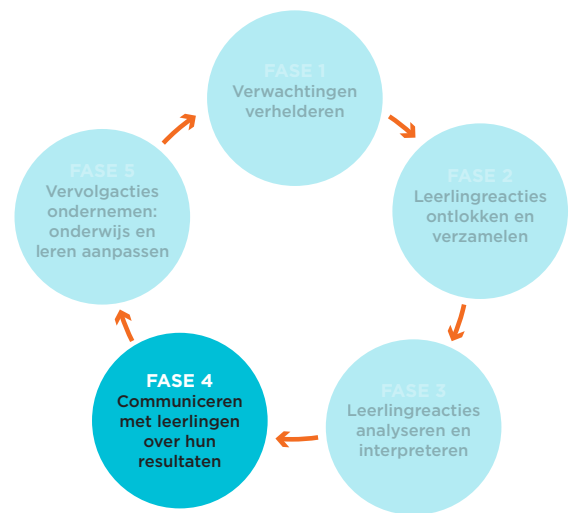 FASE 1
Verwachtingen
verhelderen
FASE 2
Leerlingreacties
ontlokken en
verzamelen
FASE 3
Leerlingreacties
analyseren en
interpreteren
FASE 4
Communiceren
met leerlingen
over hun
resultaten
FASE 5
Vervolgacties
ondernemen:
onderwijs en
leren aanpassen